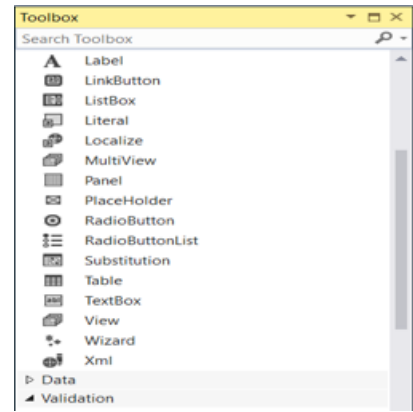 Toolbox
Search Toolbox
A Label
LinkButton
ListBox
Literal
Localize
MultiView
Panel
PlaceHolder
RadioButton
RadioButtonList
Substitution
Table
TextBox
View
Wizard
Xml
Data
Validation